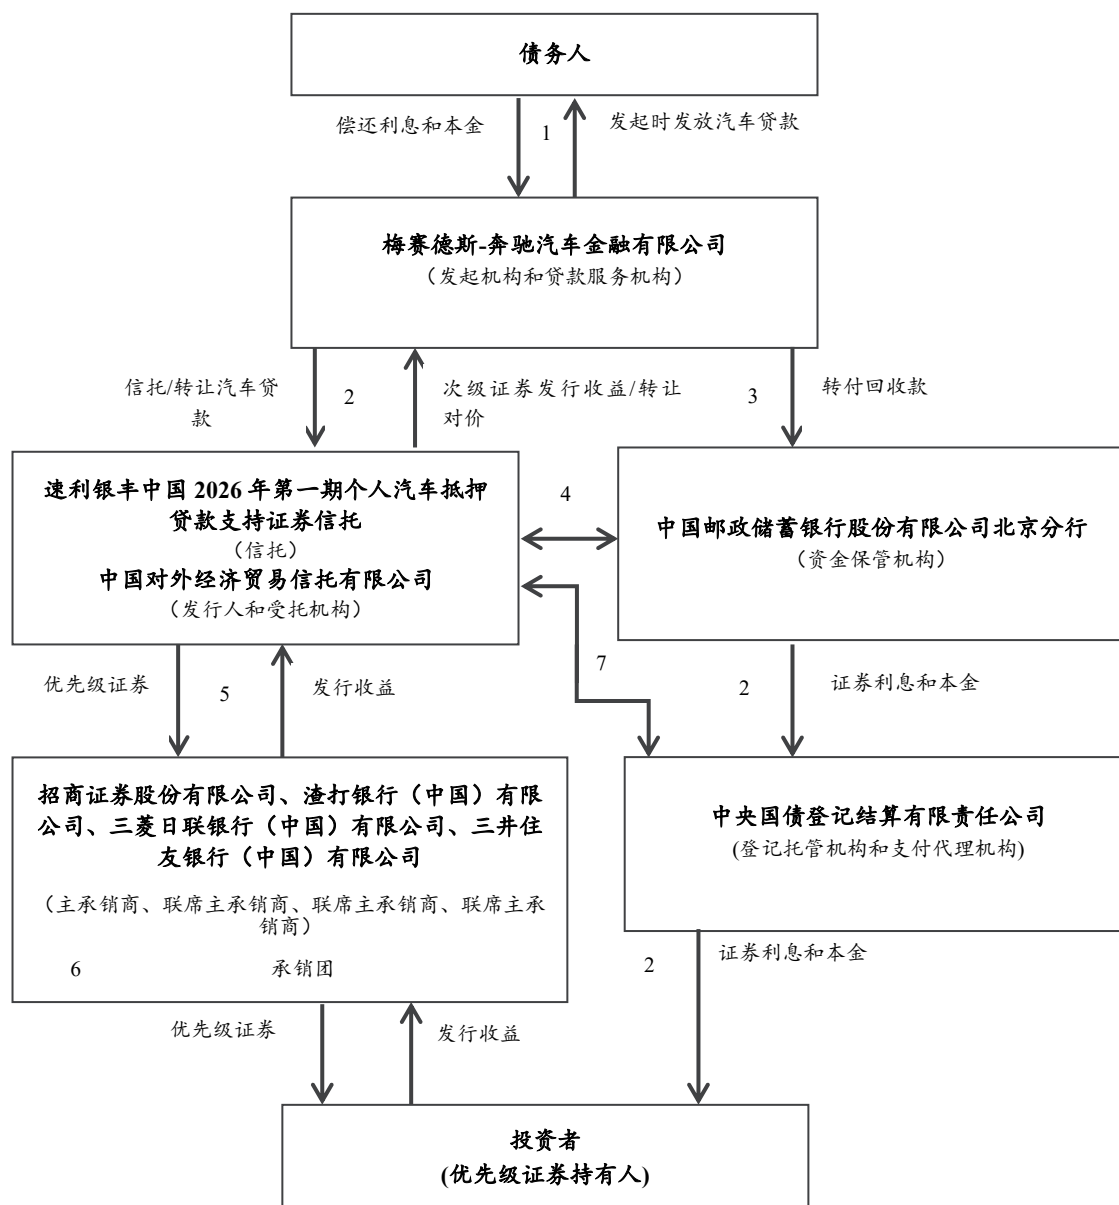 债务人
偿还利息和本金
1
发起时发放汽车贷款
梅赛德斯-奔驰汽车金融有限公司
（发起机构和贷款服务机构）
信托/转让汽车贷
款
2
次级证券发行收益/转让
对价
3
转付回收款
速利银丰中国 2026 年第一期个人汽车抵押
贷款支持证券信托
（信托）
中国对外经济贸易信托有限公司
（发行人和受托机构）
4
中国邮政储蓄银行股份有限公司北京分行
（资金保管机构）
优先级证券
5
发行收益
7
2
证券利息和本金
招商证券股份有限公司、渣打银行（中国）有限
公司、三菱日联银行（中国）有限公司、三井住
友银行（中国）有限公司
（主承销商、联席主承销商、联席主承销商、联席主承
销商）
6
承销团
中央国债登记结算有限责任公司
(登记托管机构和支付代理机构)
2
证券利息和本金
优先级证券
发行收益
投资者
(优先级证券持有人)